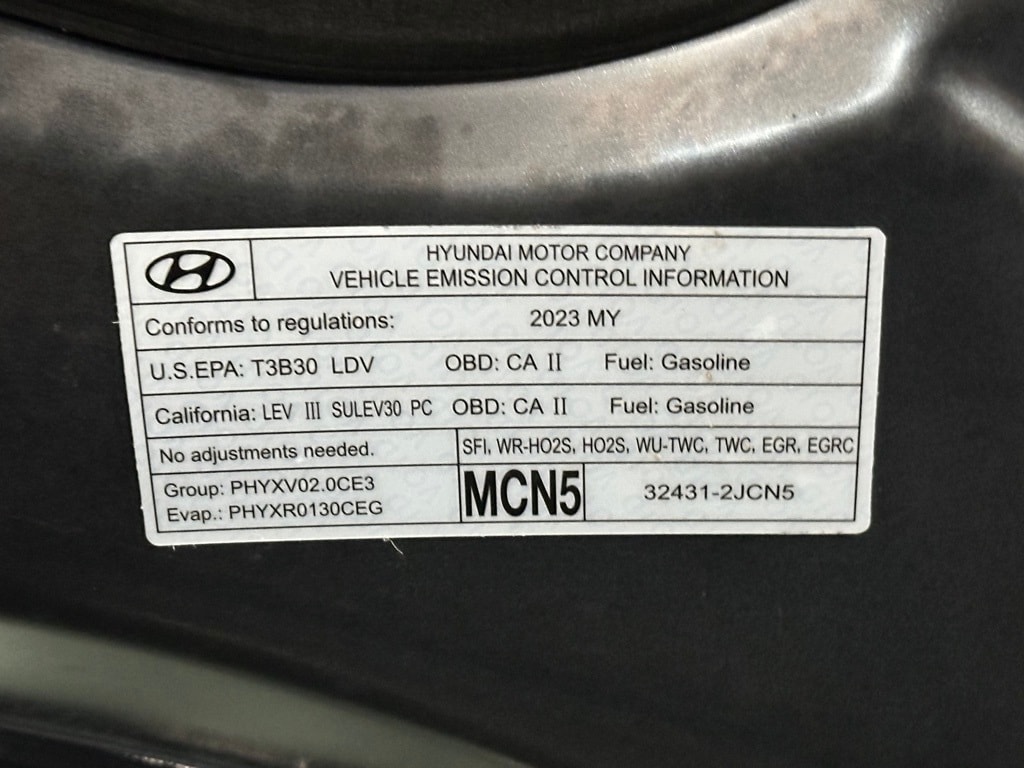 HYUNDAI MOTOR COMPANY
VEHICLE EMISSION CONTROL INFORMATION
Conforms to regulations: 2023 MY
U.S.EPA: T3B30 LDV OBD: CA II Fuel: Gasoline
California: LEV III SULEV30 PC OBD: CA II Fuel: Gasoline
No adjustments needed. SFI, WR-HO2S, HO2S, WU-TWC, TWC, EGR, EGRC
Group: PHYXV02.0CE3
Evap.: PHYXR0130CEG
MCN5
32431-2JCN5